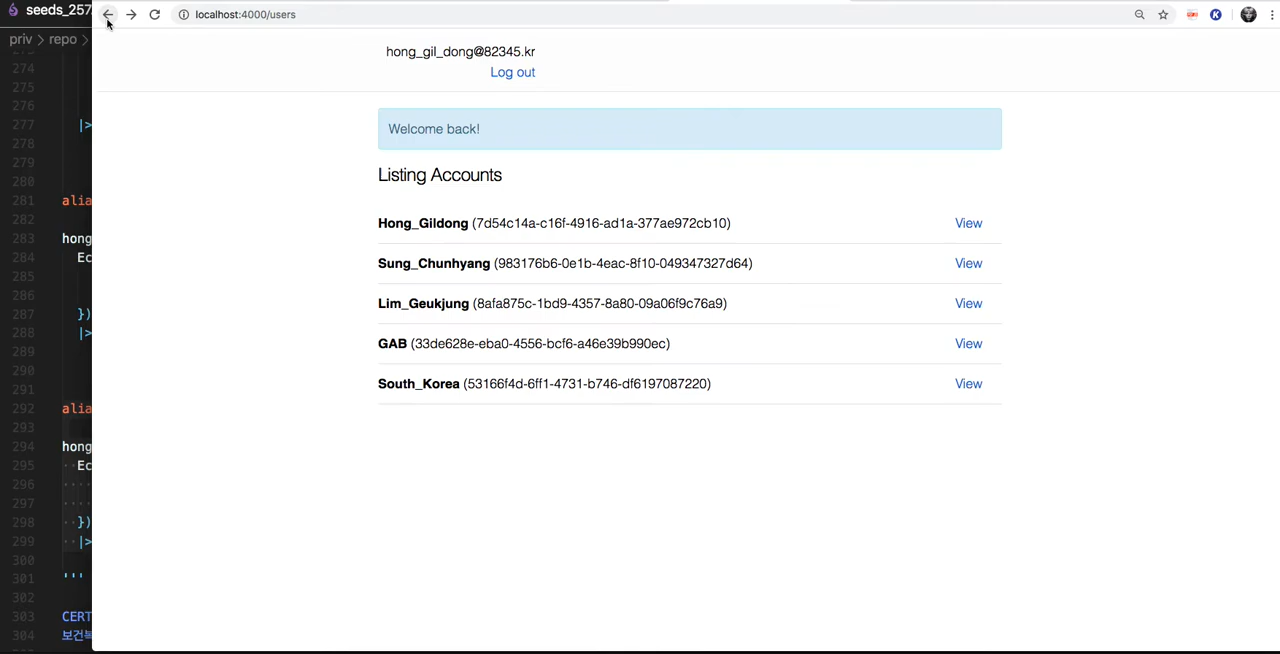 seeds_257
localhost:4000/users
priv > repo >
hong_gil_dong@82345.kr
Log out
Welcome back!
Listing Accounts
Hong_Gildong (7d54c14a-c16f-4916-ad1a-377ae972cb10) View
Sung_Chunhyang (983176b6-0e1b-4eac-8f10-049347327d64) View
Lim_Geukjung (8afa875c-1bd9-4357-8a80-09a06f9c76a9) View
GAB (33de628e-eba0-4556-bcf6-a46e39b990ec) View
South_Korea (53166f4d-6ff1-4731-b746-df6197087220) View
274
275
276
277 |>
278
279
280
281 alia
282
283 hong
284 Ec
285
286
287 })
288 |>
289
290
291
292 alia
293
294 hong
295 Ec
296
297
298 })
299 |>
300
301 '''
302
303 CERT
304 보건복